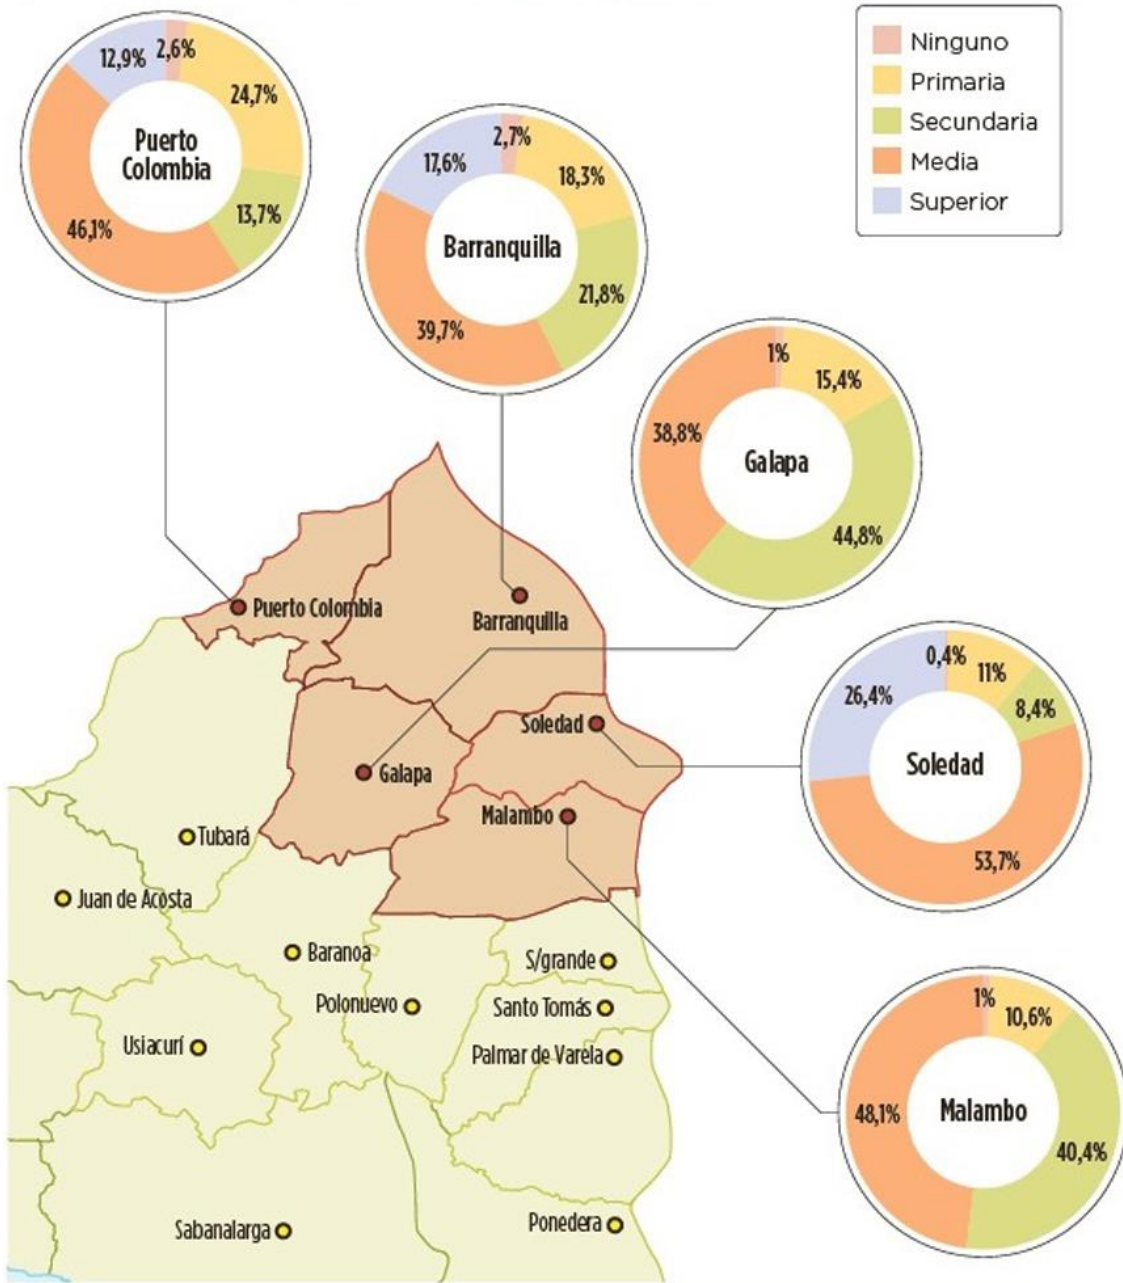 Ninguno
Primaria
Secundaria
Media
Superior
12,9%
2,6%
24,7%
Puerto
Colombia
13,7%
46,1%
17,6%
2,7%
18,3%
Barranquilla
21,8%
39,7%
1%
15,4%
38,8%
Galapa
44,8%
Puerto Colombia
Barranquilla
Soledad
Galapa
Malambo
0,4%
11%
26,4%
8,4%
Soledad
53,7%
Tubará
Juan de Acosta
Baranoa
S/grande
Polonuevo
Santo Tomás
Usiacurí
Palmar de Varela
Sabanalarga
Ponedera
1%
10,6%
48,1%
Malambo
40,4%